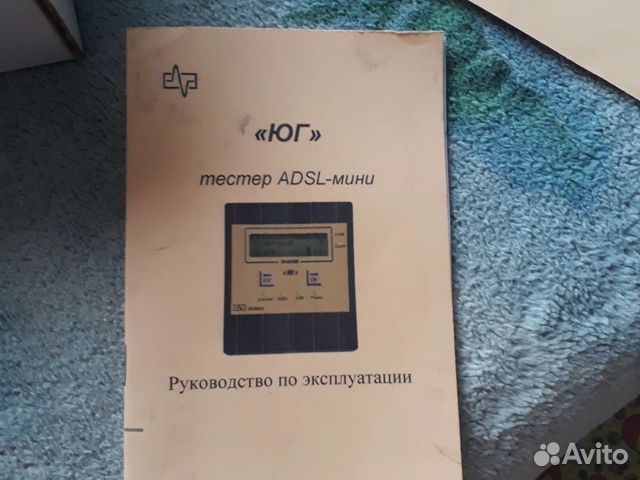 «ЮГ»
тестер ADSL-мини
Руководство по эксплуатации
Avito